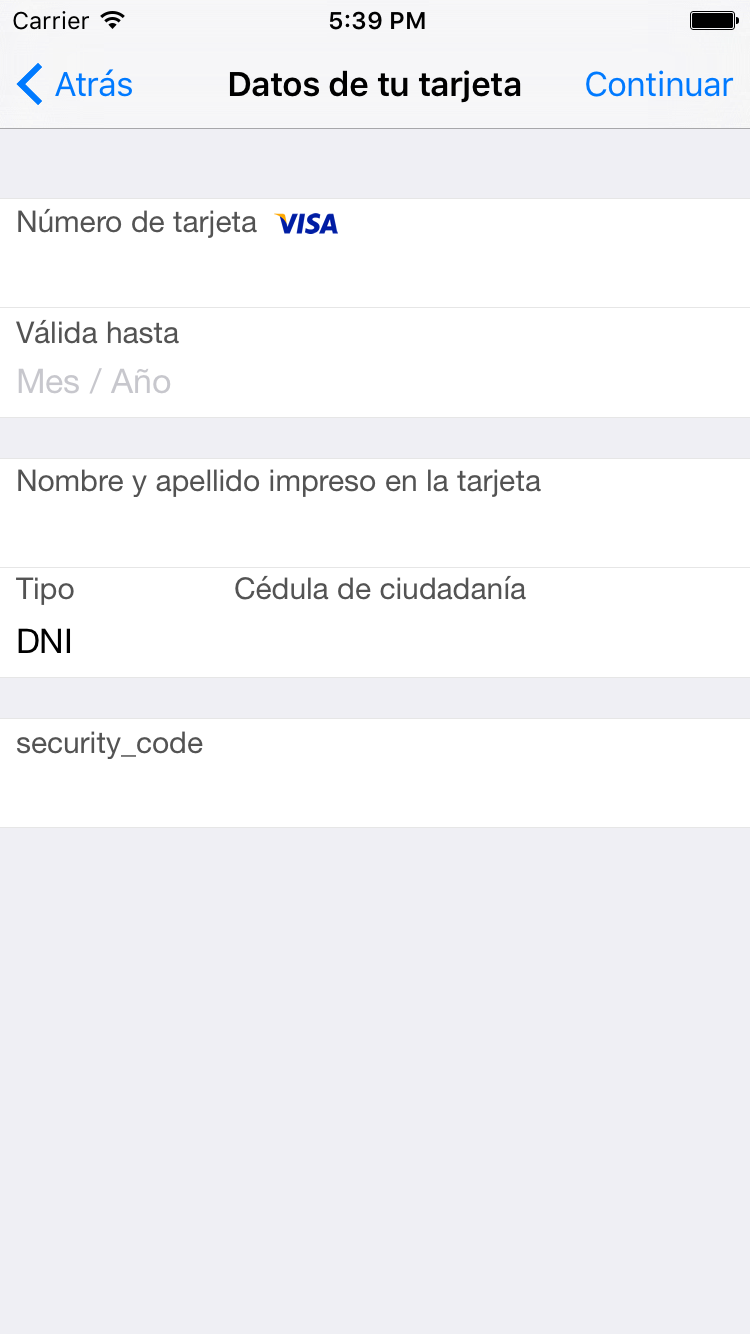 Carrier 5:39 PM
Atrás Datos de tu tarjeta Continuar
Número de tarjeta VISA
Válida hasta
Mes / Año
Nombre y apellido impreso en la tarjeta
Tipo Cédula de ciudadanía
DNI
security_code